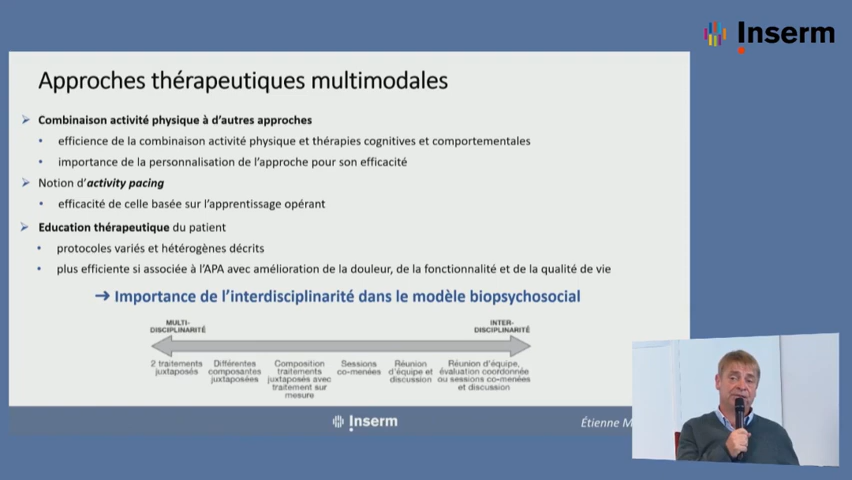 Inserm
Approches thérapeutiques multimodales
Combinaison activité physique à d'autres approches
efficience de la combinaison activité physique et thérapies cognitives et comportementales
importance de la personnalisation de l'approche pour son efficacité
Notion d'activity pacing
efficacité de celle basée sur l'apprentissage opérant
Education thérapeutique du patient
protocoles variés et hétérogènes décrits
plus efficiente si associée à l'APA avec amélioration de la douleur, de la fonctionnalité et de la qualité de vie
→ Importance de l'interdisciplinarité dans le modèle biopsychosocial
MULTI-
DISCIPLINARITÉ
INTER-
DISCIPLINARITÉ
2 traitements
juxtaposés
Différentes
composantes
juxtaposées
Composition
traitements
juxtaposés avec
traitement sur
mesure
Sessions
co-menées
Réunion
d'équipe et
discussion
Réunion d'équipe,
évaluation coordonnée
ou sessions co-menées
et discussion
Inserm
Étienne M